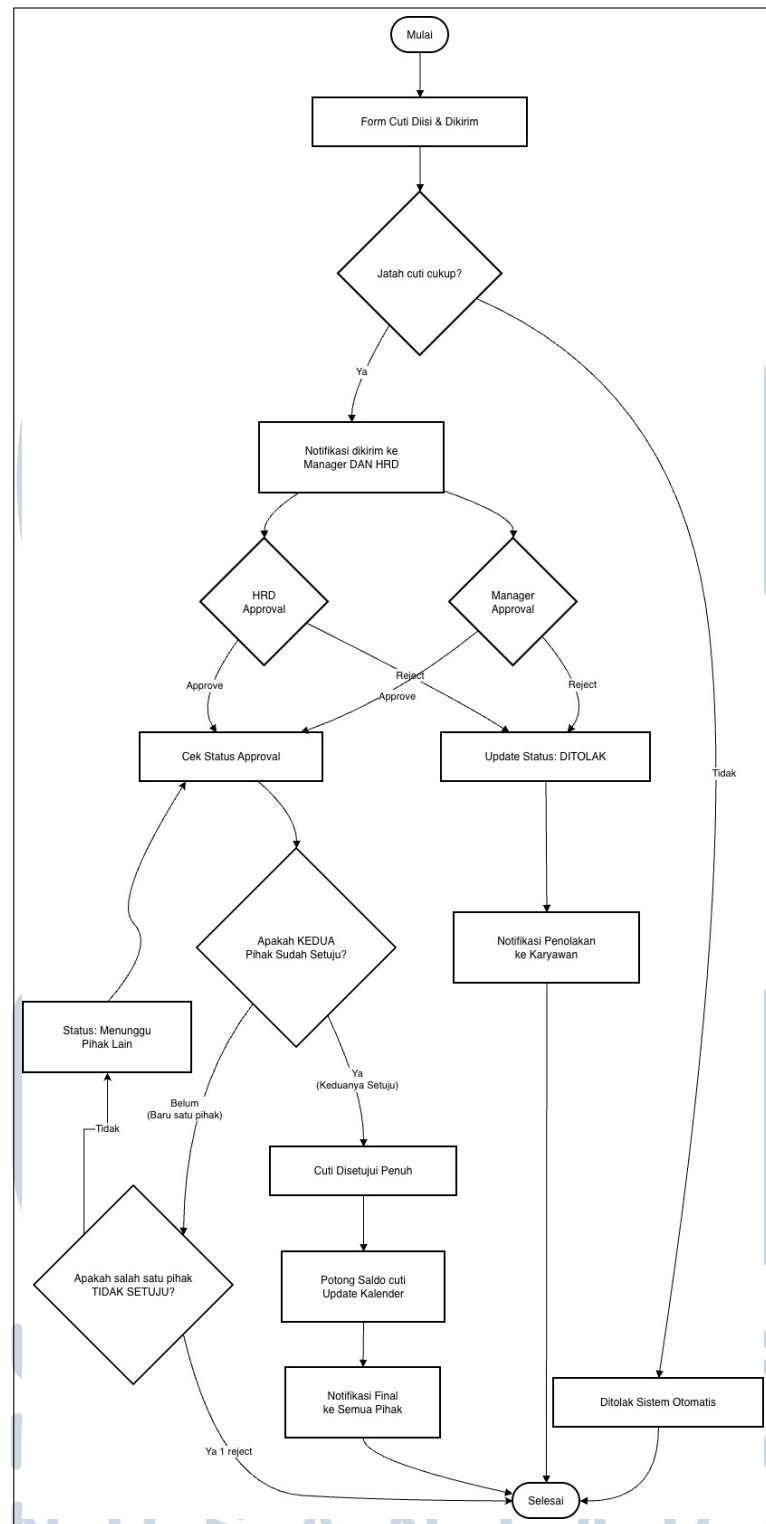 Mulai
Form Cuti Diisi & Dikirim
Jatah cuti cukup?
Ya
Notifikasi dikirim ke
Manager DAN HRD
HRD
Approval
Manager
Approval
Approve
Reject
Approve
Reject
Cek Status Approval
Update Status: DITOLAK
Tidak
Apakah KEDUA
Pihak Sudah Setuju?
Notifikasi Penolakan
ke Karyawan
Status: Menunggu
Pihak Lain
Ya
(Keduanya Setuju)
Belum
(Baru satu pihak)
Tidak
Cuti Disetujui Penuh
Apakah salah satu pihak
TIDAK SETUJU?
Potong Saldo cuti
Update Kalender
Notifikasi Final
ke Semua Pihak
Ditolak Sistem Otomatis
Ya 1 reject
Selesai